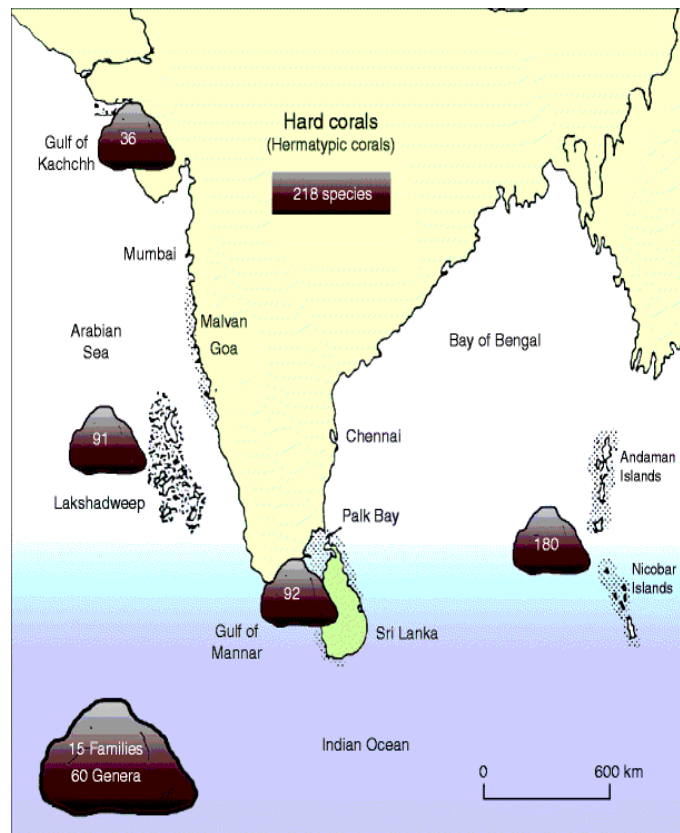 Hard corals
(Hermatypic corals)
218 species
36
Gulf of
Kachchh
Mumbai
Malvan
Goa
Arabian
Sea
Bay of Bengal
91
Lakshadweep
Chennai
Andaman
Islands
Palk Bay
180
Nicobar
Islands
92
Gulf of
Mannar
Sri Lanka
15 Families
60 Genera
Indian Ocean
0
600 km